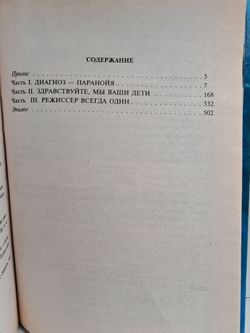 СОДЕРЖАНИЕ
Пролог . . . . . . . . . . . . . . . . . . . . . . . . . . . . . . 5
Часть I. ДИАГНОЗ — ПАРАНОЙЯ . . . . . . . . . . . . . . . . 7
Часть II. ЗДРАВСТВУЙТЕ, МЫ ВАШИ ДЕТИ . . . . . . . . . 168
Часть III. РЕЖИССЕР ВСЕГДА ОДИН . . . . . . . . . . . . . 332
Эпилог . . . . . . . . . . . . . . . . . . . . . . . . . . . . . 502